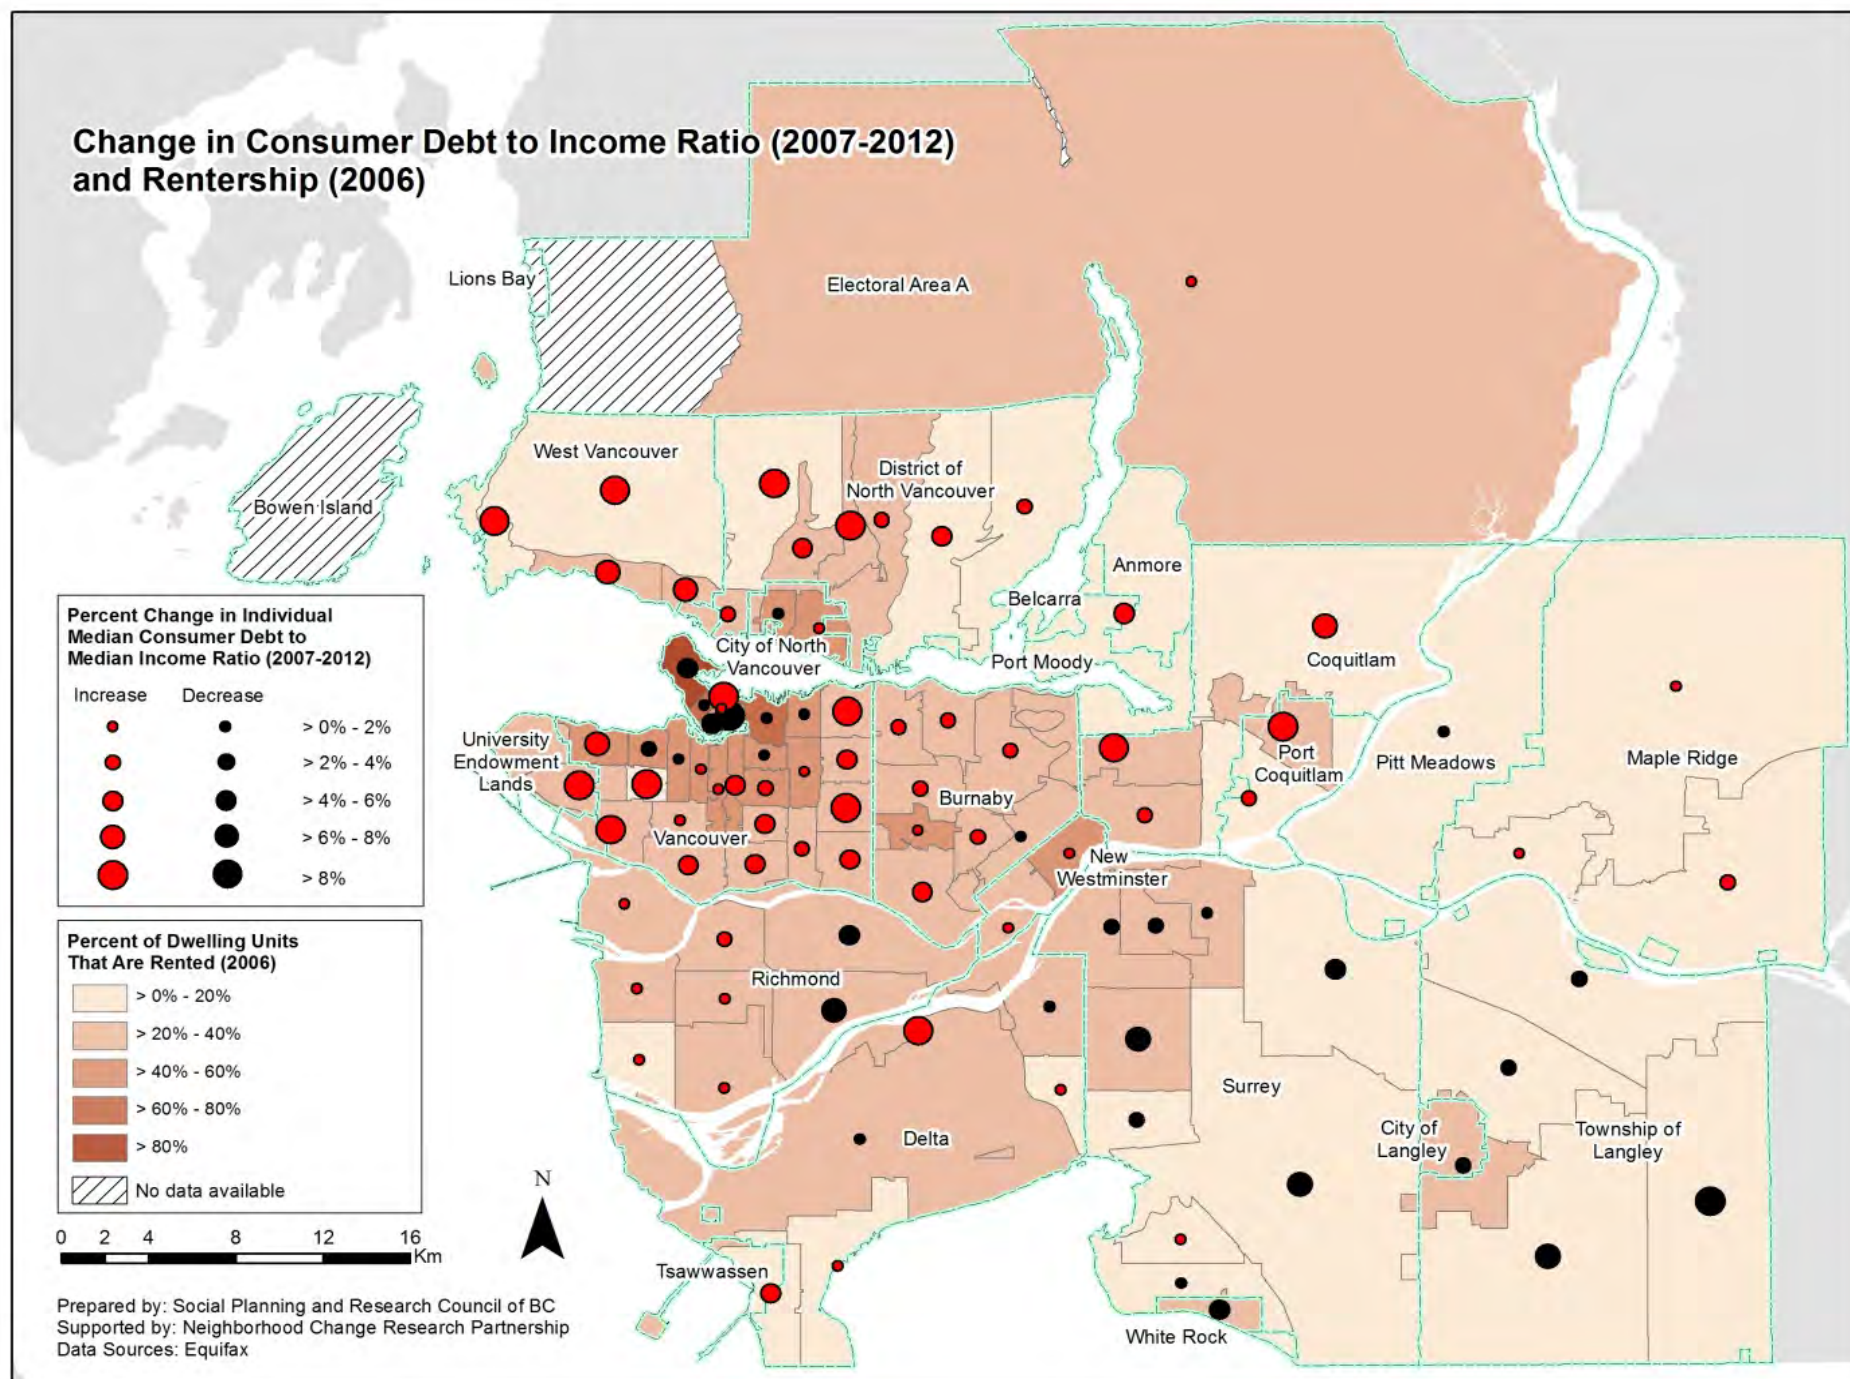 Change in Consumer Debt to Income Ratio (2007-2012)
and Rentership (2006)
Lions Bay
Electoral Area A
West Vancouver
District of
North Vancouver
Bowen Island
Anmore
Belcarra
City of North
Vancouver
Port Moody
Coquitlam
University
Endowment
Lands
Port
Coquitlam
Pitt Meadows
Maple Ridge
Burnaby
Vancouver
New
Westminster
Richmond
Surrey
Delta
City of
Langley
Township of
Langley
Tsawwassen
White Rock
Percent Change in Individual
Median Consumer Debt to
Median Income Ratio (2007-2012)
Increase Decrease
> 0% - 2%
> 2% - 4%
> 4% - 6%
> 6% - 8%
> 8%
Percent of Dwelling Units
That Are Rented (2006)
> 0% - 20%
> 20% - 40%
> 40% - 60%
> 60% - 80%
> 80%
No data available
N
0 2 4 8 12 16
Km
Prepared by: Social Planning and Research Council of BC
Supported by: Neighborhood Change Research Partnership
Data Sources: Equifax